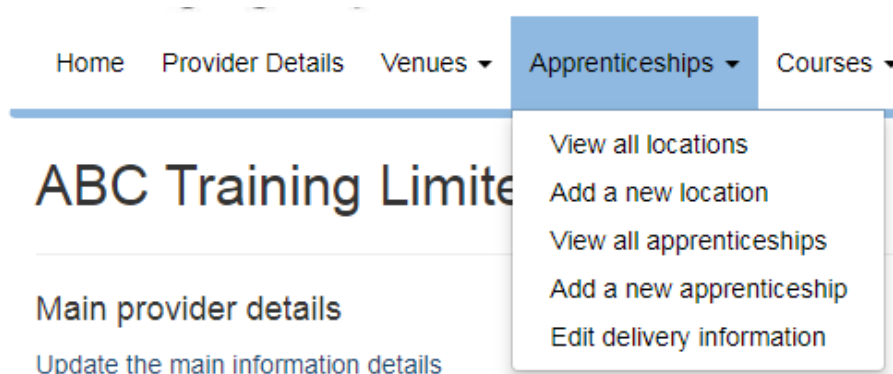 Home Provider Details Venues Apprenticeships Courses
View all locations
ABC Training Limite
Add a new location
View all apprenticeships
Add a new apprenticeship
Main provider details
Edit delivery information
Update the main information details